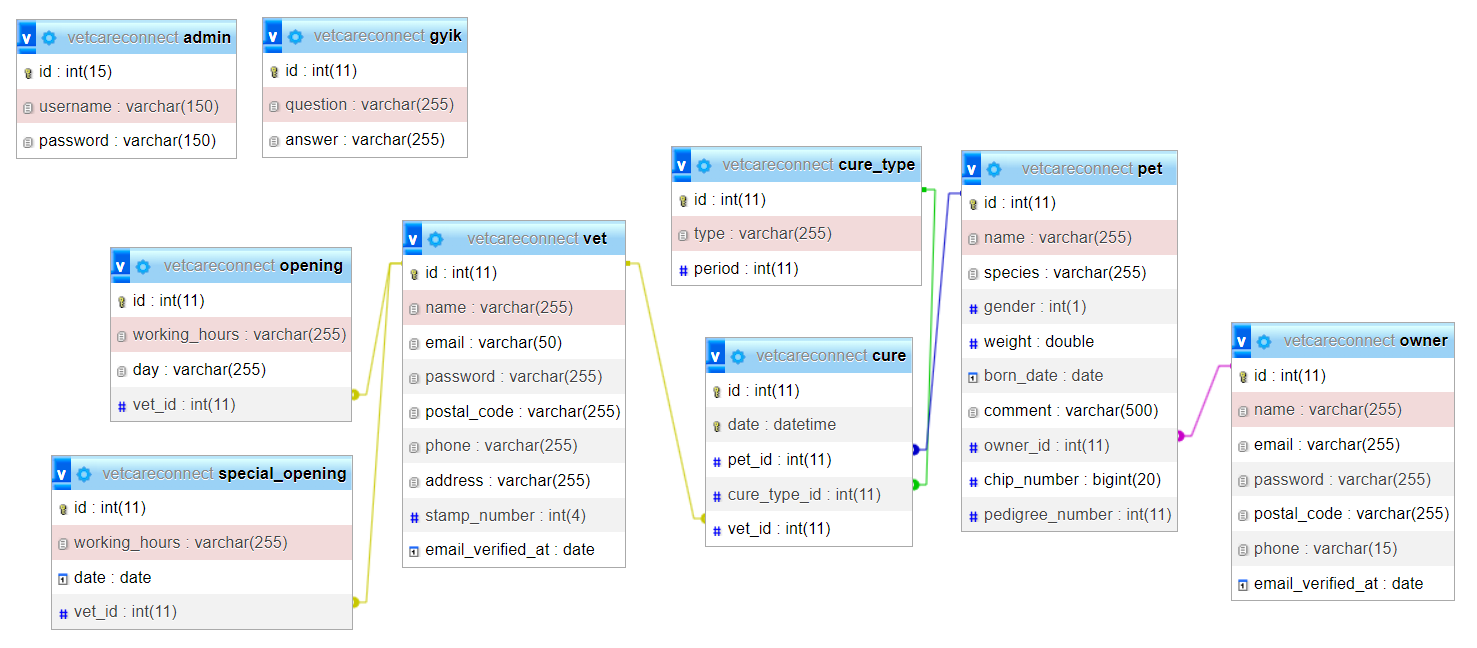 v vetcareconnect admin
id : int(15)
username : varchar(150)
password : varchar(150)
v vetcareconnect gyik
id : int(11)
question : varchar(255)
answer : varchar(255)
v vetcareconnect opening
id : int(11)
working_hours : varchar(255)
day : varchar(255)
# vet_id : int(11)
v vetcareconnect special_opening
id : int(11)
working_hours : varchar(255)
date : date
# vet_id : int(11)
v vetcareconnect vet
id : int(11)
name : varchar(255)
email : varchar(50)
password : varchar(255)
postal_code : varchar(255)
phone : varchar(255)
address : varchar(255)
# stamp_number : int(4)
email_verified_at : date
v vetcareconnect cure_type
id : int(11)
type : varchar(255)
# period : int(11)
v vetcareconnect cure
id : int(11)
date : datetime
# pet_id : int(11)
# cure_type_id : int(11)
# vet_id : int(11)
v vetcareconnect pet
id : int(11)
name : varchar(255)
species : varchar(255)
# gender : int(1)
# weight : double
born_date : date
comment : varchar(500)
# owner_id : int(11)
# chip_number : bigint(20)
# pedigree_number : int(11)
v vetcareconnect owner
id : int(11)
name : varchar(255)
email : varchar(255)
password : varchar(255)
postal_code : varchar(255)
phone : varchar(15)
email_verified_at : date